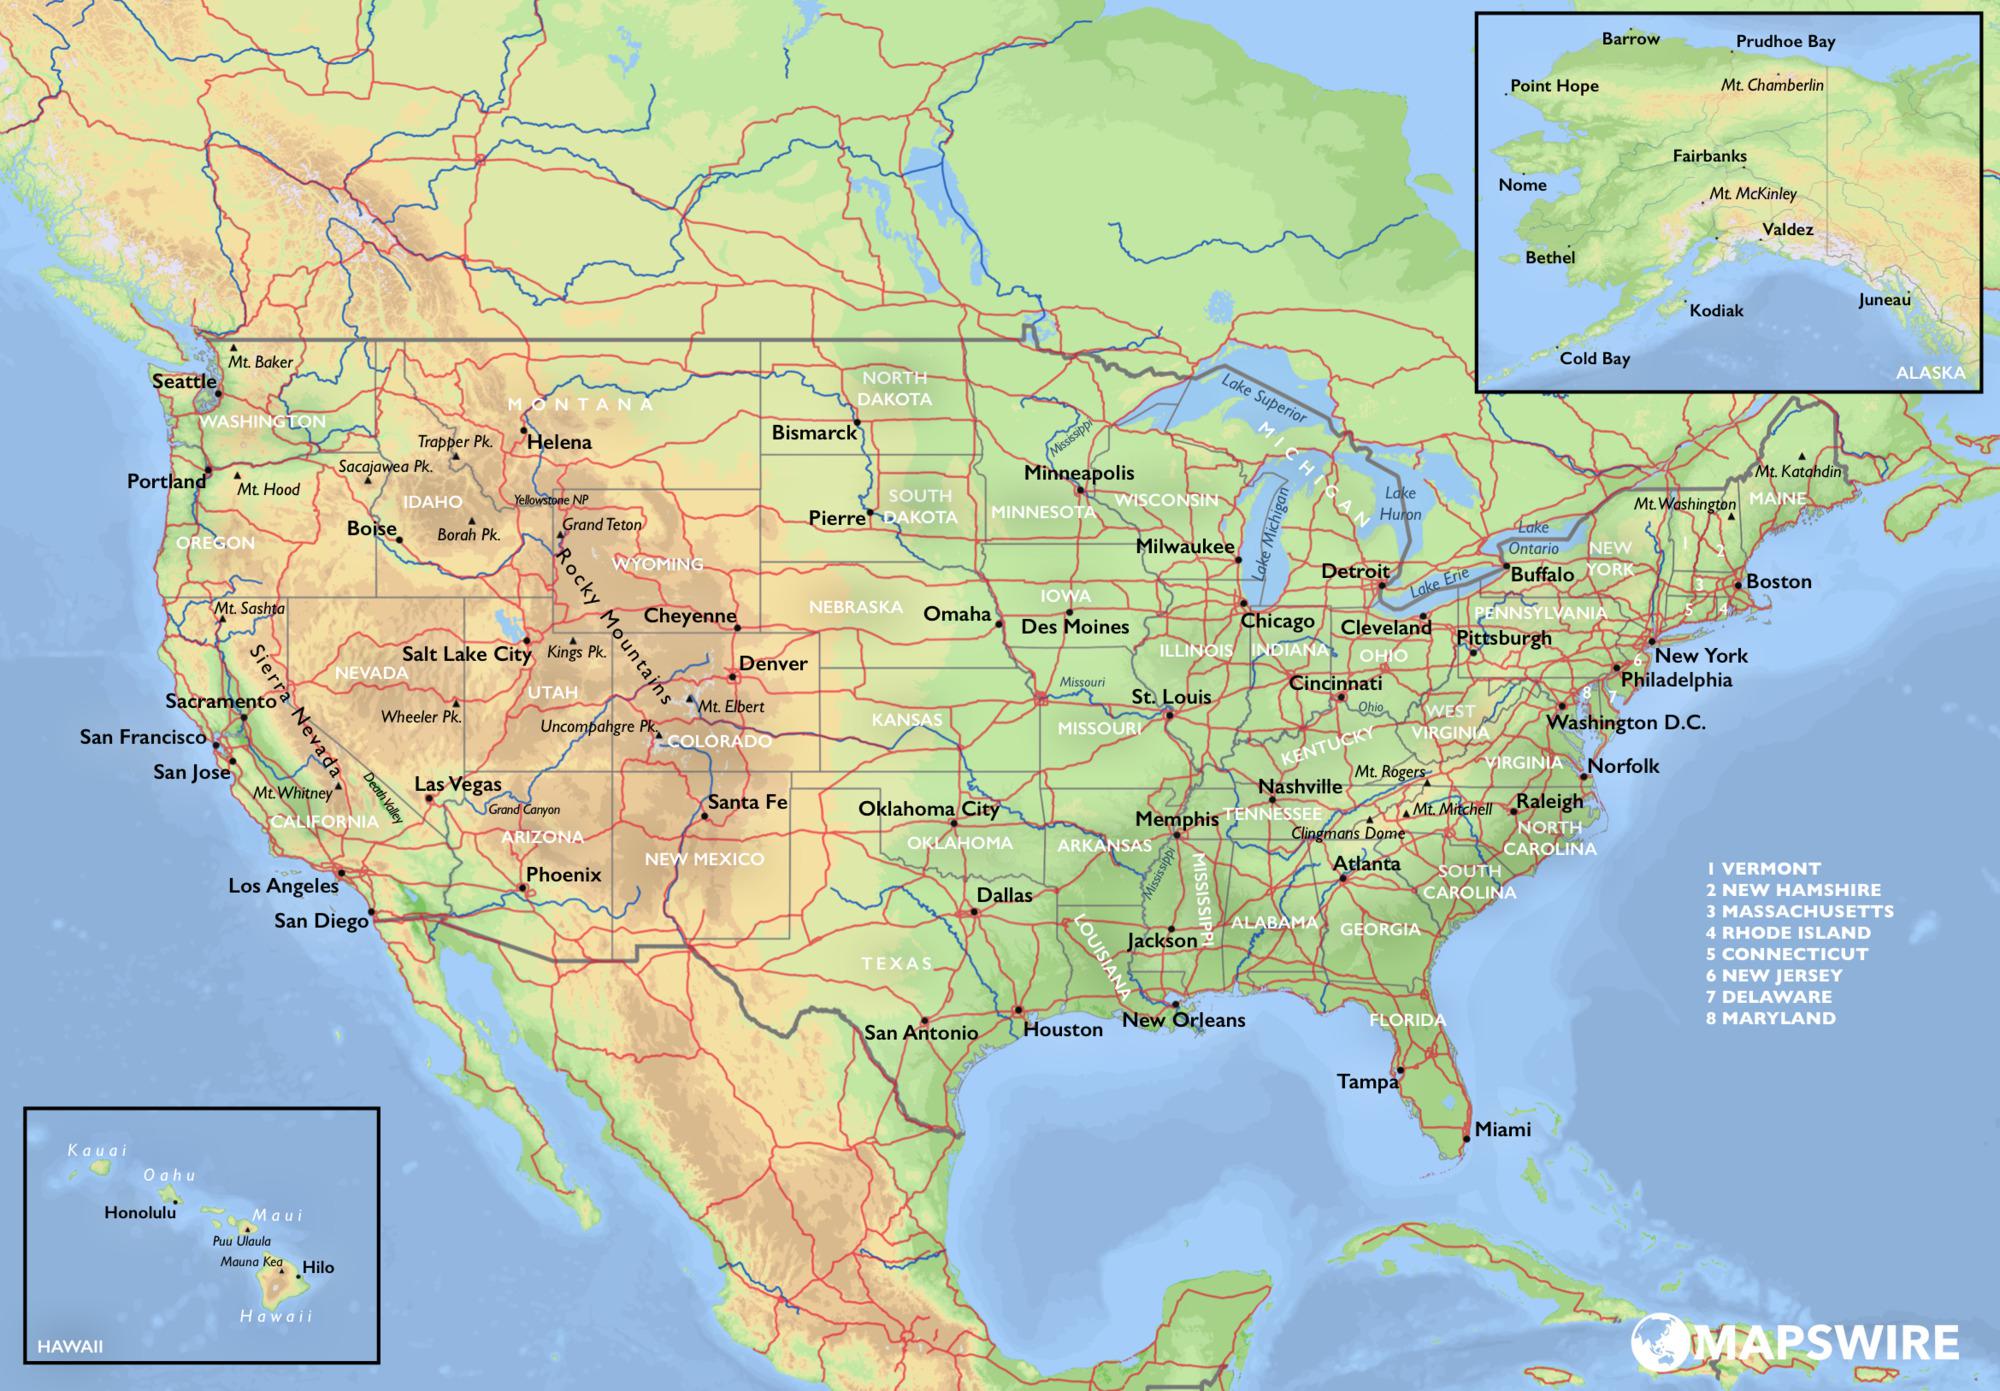 Barrow
Prudhoe Bay
Point Hope
Mt. Chamberlin
Fairbanks
Nome
Mt. McKinley
Valdez
Bethel
Juneau
Kodiak
Cold Bay
ALASKA
Mt. Baker
Seattle
WASHINGTON
MONTANA
NORTH
DAKOTA
Lake Superior
MICHIGAN
Trapper Pk.
Helena
Bismarck
Mississippi
Sacajawea Pk.
Portland
Mt. Hood
IDAHO
Yellowstone NP
Minneapolis
WISCONSIN
Lake
Huron
Mt. Katahdin
MAINE
Mt. Washington
SOUTH
DAKOTA
Pierre
MINNESOTA
Lake Michigan
Boise
Borah Pk.
Grand Teton
OREGON
Rocky Mountains
WYOMING
Milwaukee
Lake
Ontario
NEW
YORK
1
2
Detroit
Lake Erie
Buffalo
Boston
3
4
5
Mt. Sashta
Cheyenne
NEBRASKA
Omaha
IOWA
Des Moines
Chicago
Cleveland
PENNSYLVANIA
Pittsburgh
Salt Lake City
Kings Pk.
Denver
ILLINOIS
INDIANA
OHIO
New York
6
Philadelphia
Sierra Nevada
NEVADA
UTAH
Missouri
St. Louis
Cincinnati
Ohio
8
7
Sacramento
Wheeler Pk.
Uncompahgre Pk.
Mt. Elbert
COLORADO
KANSAS
MISSOURI
KENTUCKY
WEST
VIRGINIA
Washington D.C.
San Francisco
San Jose
VIRGINIA
Norfolk
Mt. Whitney
Death Valley
Las Vegas
Grand Canyon
Santa Fe
Oklahoma City
Nashville
Mt. Rogers
CALIFORNIA
ARIZONA
NEW MEXICO
OKLAHOMA
ARKANSAS
Memphis
TENNESSEE
Clingmans Dome
Mt. Mitchell
Raleigh
NORTH
CAROLINA
Mississippi
MISSISSIPPI
Atlanta
SOUTH
CAROLINA
Los Angeles
Phoenix
Dallas
San Diego
LOUISIANA
Jackson
ALABAMA
GEORGIA
TEXAS
San Antonio
Houston
New Orleans
FLORIDA
Tampa
Miami
1 VERMONT
2 NEW HAMSHIRE
3 MASSACHUSETTS
4 RHODE ISLAND
5 CONNECTICUT
6 NEW JERSEY
7 DELAWARE
8 MARYLAND
Kauai
Oahu
Honolulu
Maui
Puu Ulaula
Mauna Kea
Hilo
Hawaii
HAWAII
MAPSWIRE